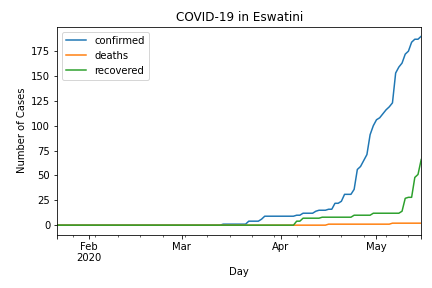 COVID-19 in Eswatini
confirmed
deaths
recovered
Number of Cases
175
150
125
100
75
50
25
0
Feb
2020
Mar
Apr
May
Day